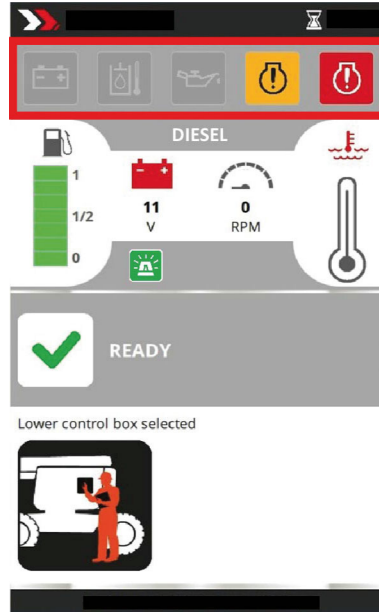 DIESEL
1
1/2
0
11
V
0
RPM
READY
Lower control box selected